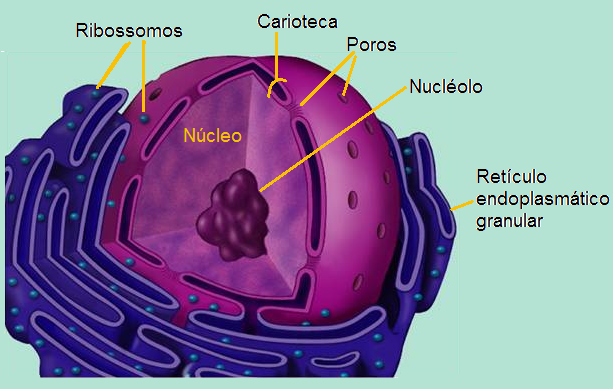 Carioteca
Ribossomos
Poros
Nucléolo
Núcleo
Retículo
endoplasmático
granular